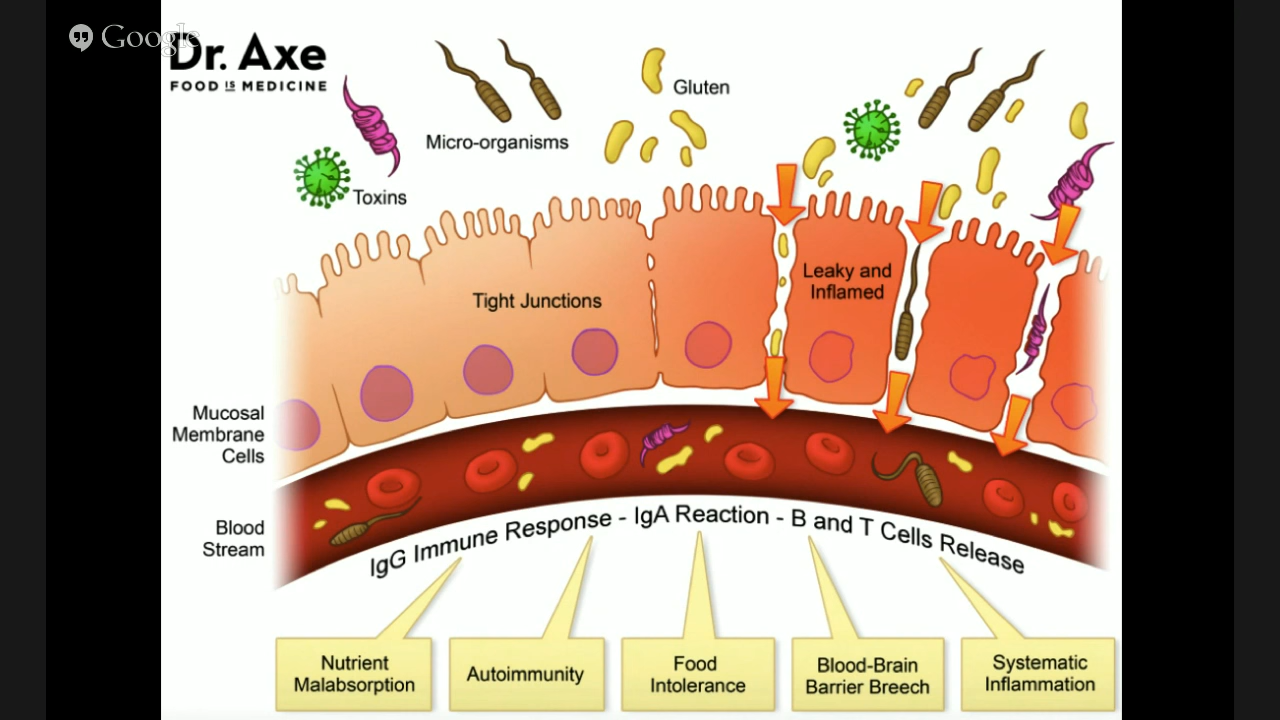 Google
Dr. Axe
FOOD IS MEDICINE
Gluten
Micro-organisms
Toxins
Tight Junctions
Leaky and
Inflamed
Mucosal
Membrane
Cells
Blood
Stream
IgG Immune Response - IgA Reaction - B and T Cells Release
Nutrient
Malabsorption
Autoimmunity
Food
Intolerance
Blood-Brain
Barrier Breech
Systematic
Inflammation